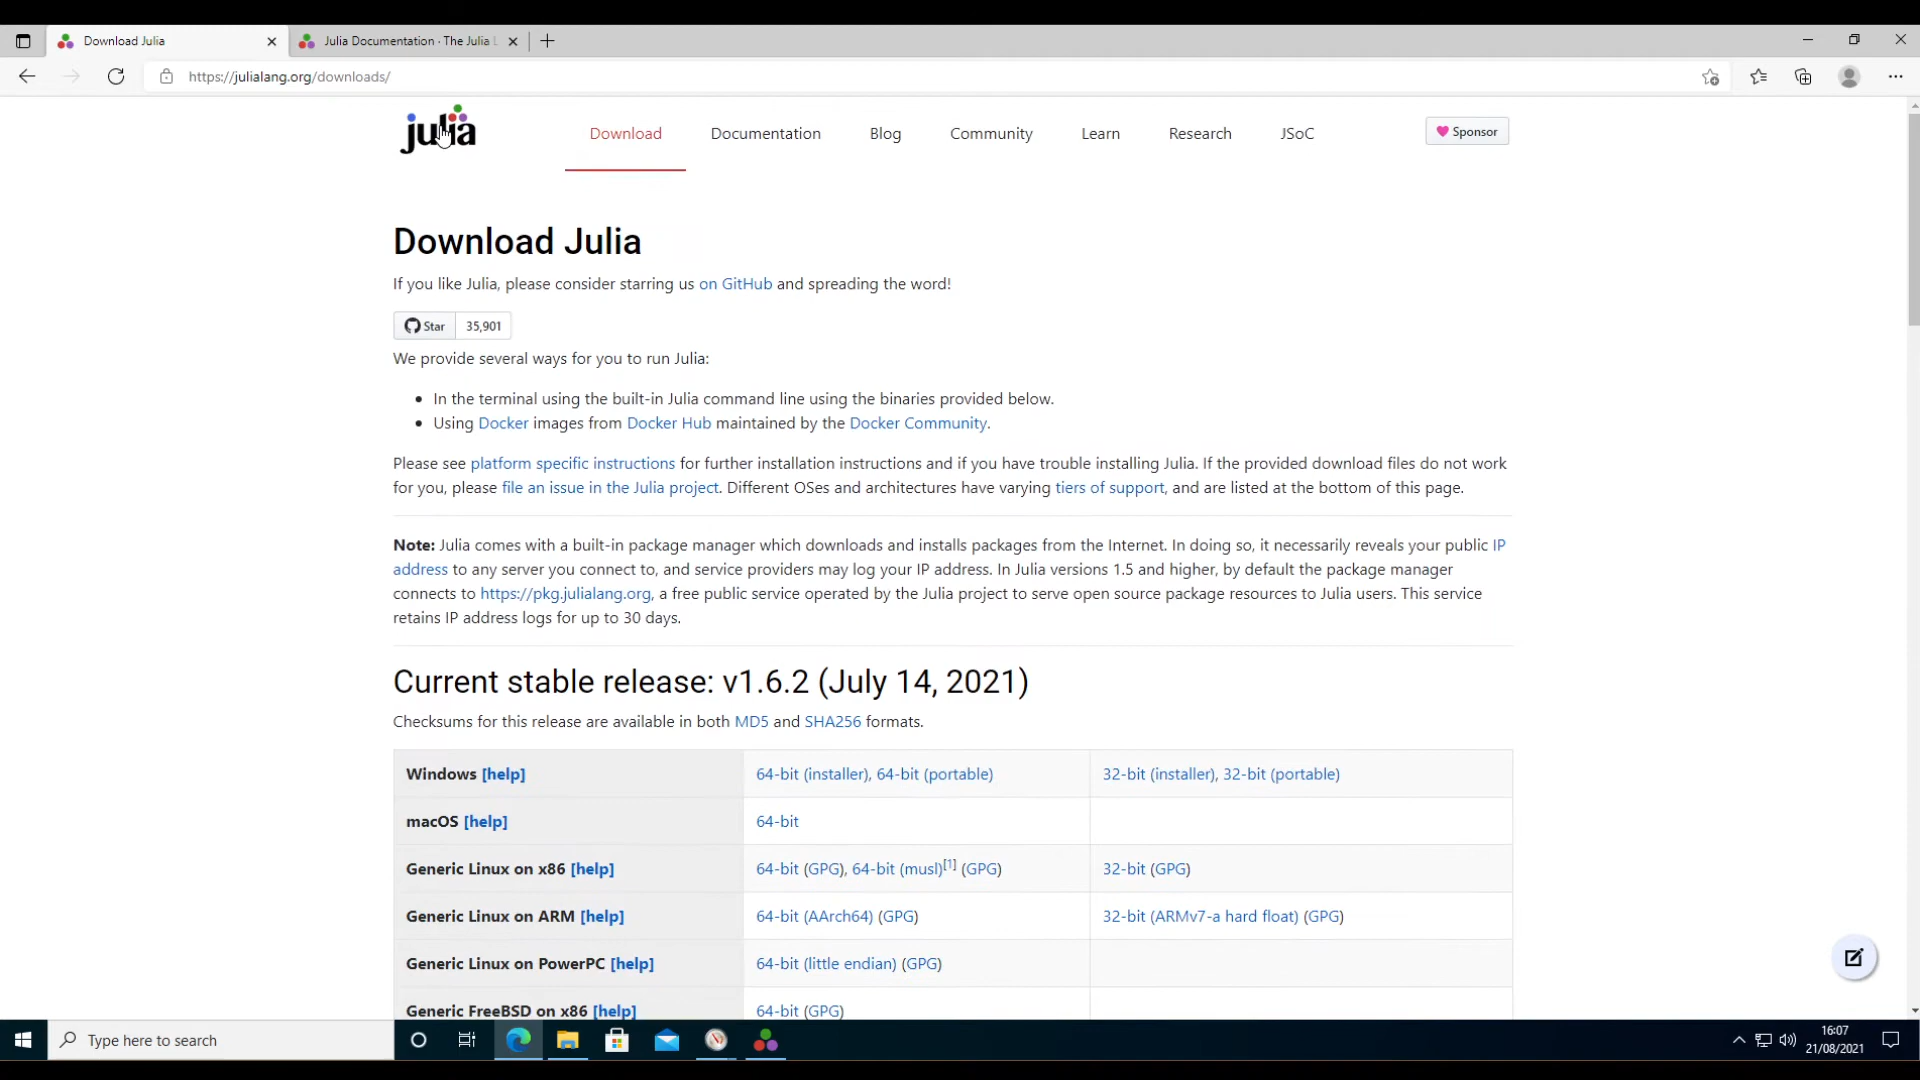 Download Julia
Julia Documentation · The Julia L
https://julialang.org/downloads/
julia
Download
Documentation
Blog
Community
Learn
Research
JSoC
Sponsor
Download Julia
If you like Julia, please consider starring us on GitHub and spreading the word!
Star
35,901
We provide several ways for you to run Julia:
• In the terminal using the built-in Julia command line using the binaries provided below.
• Using Docker images from Docker Hub maintained by the Docker Community.
Please see platform specific instructions for further installation instructions and if you have trouble installing Julia. If the provided download files do not work
for you, please file an issue in the Julia project. Different OSes and architectures have varying tiers of support, and are listed at the bottom of this page.
Note: Julia comes with a built-in package manager which downloads and installs packages from the Internet. In doing so, it necessarily reveals your public IP
address to any server you connect to, and service providers may log your IP address. In Julia versions 1.5 and higher, by default the package manager
connects to https://pkg.julialang.org, a free public service operated by the Julia project to serve open source package resources to Julia users. This service
retains IP address logs for up to 30 days.
Current stable release: v1.6.2 (July 14, 2021)
Checksums for this release are available in both MD5 and SHA256 formats.
Windows [help] 64-bit (installer), 64-bit (portable) 32-bit (installer), 32-bit (portable)
macOS [help] 64-bit
Generic Linux on x86 [help] 64-bit (GPG), 64-bit (musl)[1] (GPG) 32-bit (GPG)
Generic Linux on ARM [help] 64-bit (AArch64) (GPG) 32-bit (ARMv7-a hard float) (GPG)
Generic Linux on PowerPC [help] 64-bit (little endian) (GPG)
Generic FreeBSD on x86 [help] 64-bit (GPG)
Type here to search
16:07
21/08/2021